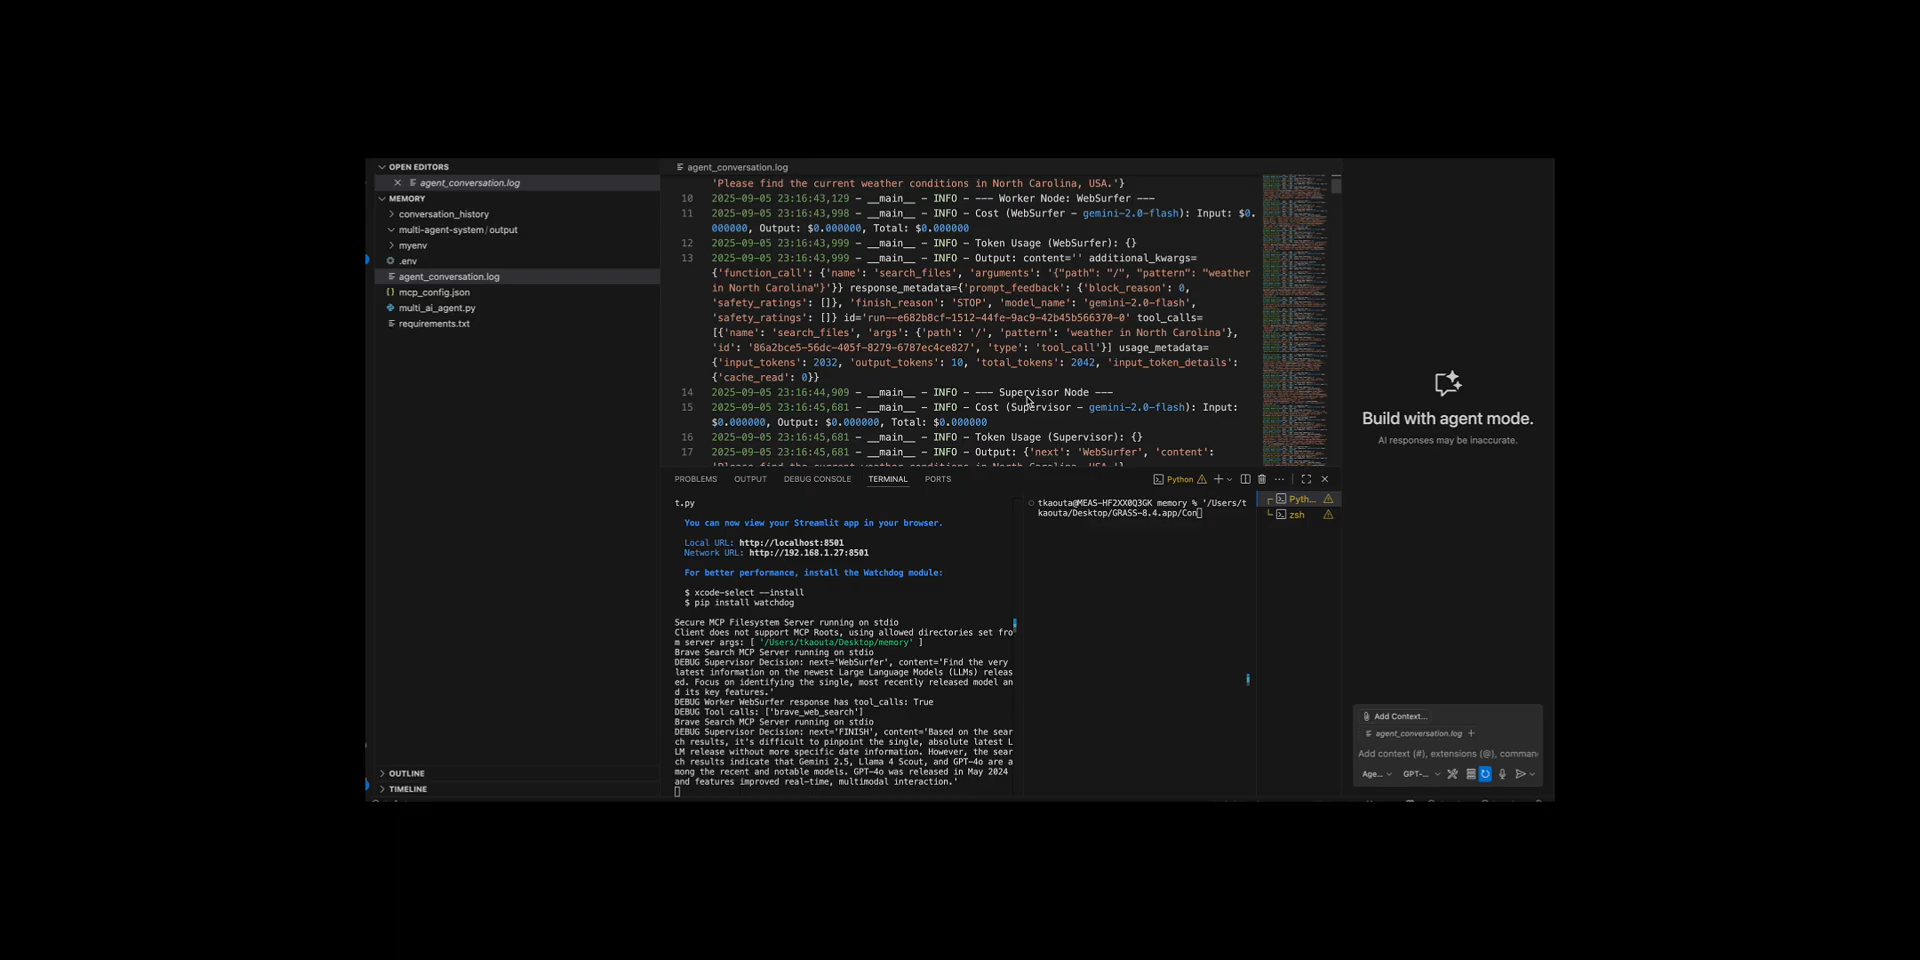 OPEN EDITORS
agent_conversation.log
MEMORY
conversation_history
multi-agent-system / output
myenv
.env
agent_conversation.log
mcp_config.json
multi_ai_agent.py
requirements.txt
OUTLINE
TIMELINE
agent_conversation.log
'Please find the current weather conditions in North Carolina, USA.'}
10 2025-09-05 23:16:43,129 - __main__ - INFO - --- Worker Node: WebSurfer ---
11 2025-09-05 23:16:43,998 - __main__ - INFO - Cost (WebSurfer - gemini-2.0-flash): Input: $0.
000000, Output: $0.000000, Total: $0.000000
12 2025-09-05 23:16:43,999 - __main__ - INFO - Token Usage (WebSurfer): {}
13 2025-09-05 23:16:43,999 - __main__ - INFO - Output: content='' additional_kwargs=
{'function_call': {'name': 'search_files', 'arguments': '{"path": "/", "pattern": "weather
in North Carolina"}'}} response_metadata={'prompt_feedback': {'block_reason': 0,
'safety_ratings': []}, 'finish_reason': 'STOP', 'model_name': 'gemini-2.0-flash',
'safety_ratings': []} id='run--e682b8cf-1512-44fe-9ac9-42b45b566370-0' tool_calls=
[{'name': 'search_files', 'args': {'path': '/', 'pattern': 'weather in North Carolina'},
'id': '86a2bce5-56dc-405f-8279-6787ec4ce827', 'type': 'tool_call'}] usage_metadata=
{'input_tokens': 2032, 'output_tokens': 10, 'total_tokens': 2042, 'input_token_details':
{'cache_read': 0}}
14 2025-09-05 23:16:44,909 - __main__ - INFO - --- Supervisor Node ---
15 2025-09-05 23:16:45,681 - __main__ - INFO - Cost (Supervisor - gemini-2.0-flash): Input:
$0.000000, Output: $0.000000, Total: $0.000000
16 2025-09-05 23:16:45,681 - __main__ - INFO - Token Usage (Supervisor): {}
17 2025-09-05 23:16:45,681 - __main__ - INFO - Output: {'next': 'WebSurfer', 'content':
'Please find the current weather conditions in North Carolina, USA.'}
PROBLEMS OUTPUT DEBUG CONSOLE TERMINAL PORTS
Python
t.py
You can now view your Streamlit app in your browser.
Local URL: http://localhost:8501
Network URL: http://192.168.1.27:8501
For better performance, install the Watchdog module:
$ xcode-select --install
$ pip install watchdog
Secure MCP Filesystem Server running on stdio
Client does not support MCP Roots, using allowed directories set fro
m server args: [ '/Users/tkaouta/Desktop/memory' ]
Brave Search MCP Server running on stdio
DEBUG Supervisor Decision: next='WebSurfer', content='Find the very
latest information on the newest Large Language Models (LLMs) releas
ed. Focus on identifying the single, most recently released model an
d its key features.'
DEBUG Worker WebSurfer response has tool_calls: True
DEBUG Tool calls: ['brave_web_search']
Brave Search MCP Server running on stdio
DEBUG Supervisor Decision: next='FINISH', content='Based on the sear
ch results, it's difficult to pinpoint the single, absolute latest L
LM release without more specific date information. However, the sear
ch results indicate that Gemini 2.5, Llama 4 Scout, and GPT-4o are a
mong the recent and notable models. GPT-4o was released in May 2024
and features improved real-time, multimodal interaction.'
tkaouta@MEAS-HF2XX0Q3GK memory % '/Users/t
kaouta/Desktop/GRASS-8.4.app/Con
Pyth...
zsh
Build with agent mode.
AI responses may be inaccurate.
Add Context...
agent_conversation.log +
Add context (#), extensions (@), comman
Age... GPT-...